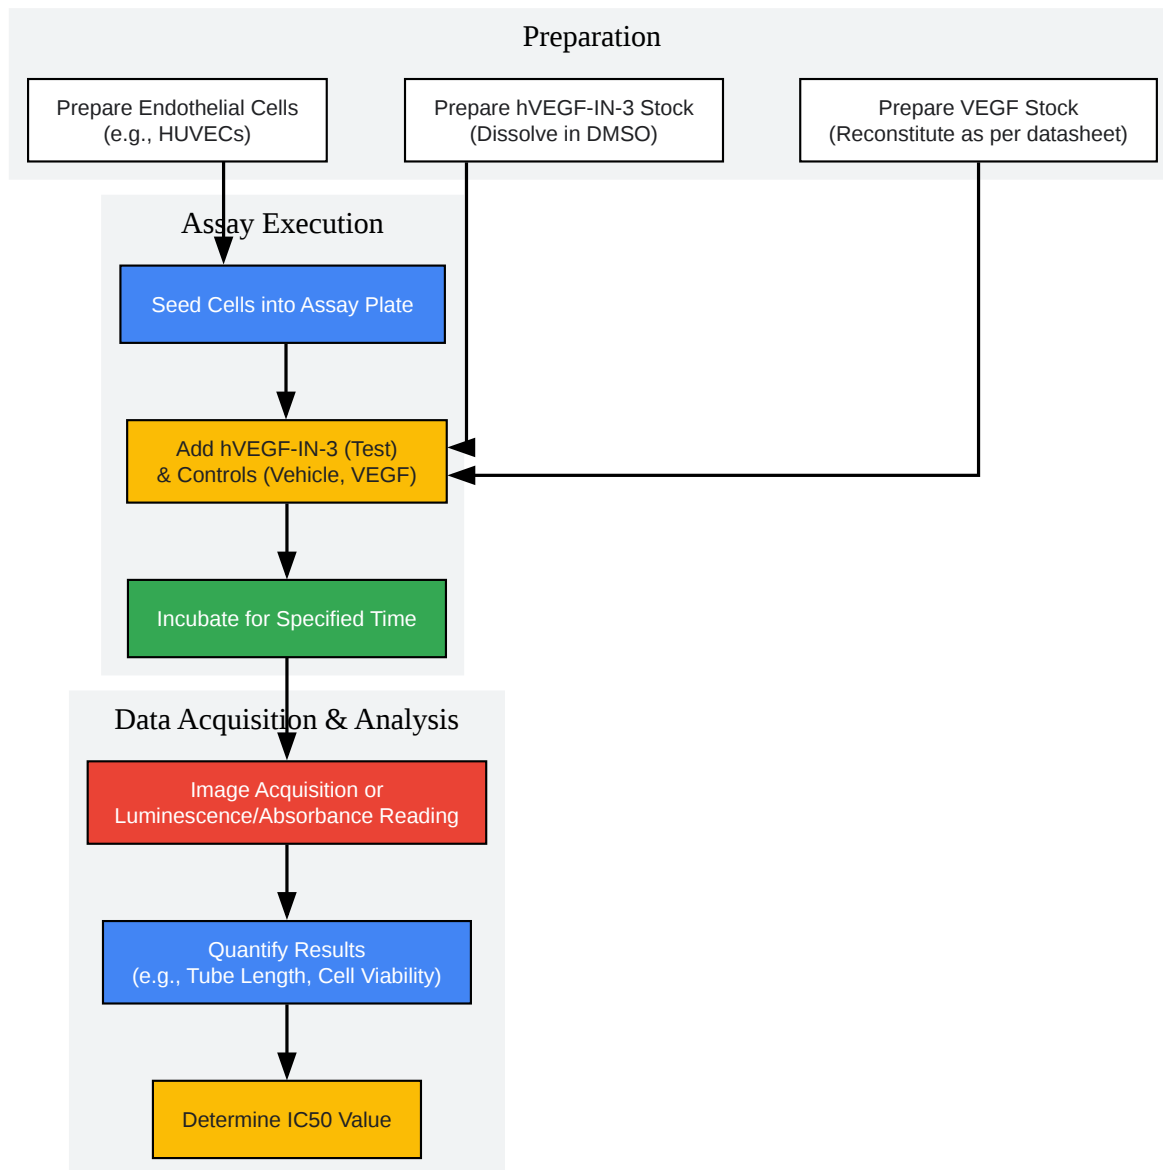 Preparation
Prepare Endothelial Cells
(e.g., HUVECs)
Prepare hVEGF-IN-3 Stock
(Dissolve in DMSO)
Prepare VEGF Stock
(Reconstitute as per datasheet)
Assay Execution
Seed Cells into Assay Plate
Add hVEGF-IN-3 (Test)
& Controls (Vehicle, VEGF)
Incubate for Specified Time
Data Acquisition & Analysis
Image Acquisition or
Luminescence/Absorbance Reading
Quantify Results
(e.g., Tube Length, Cell Viability)
Determine IC50 Value